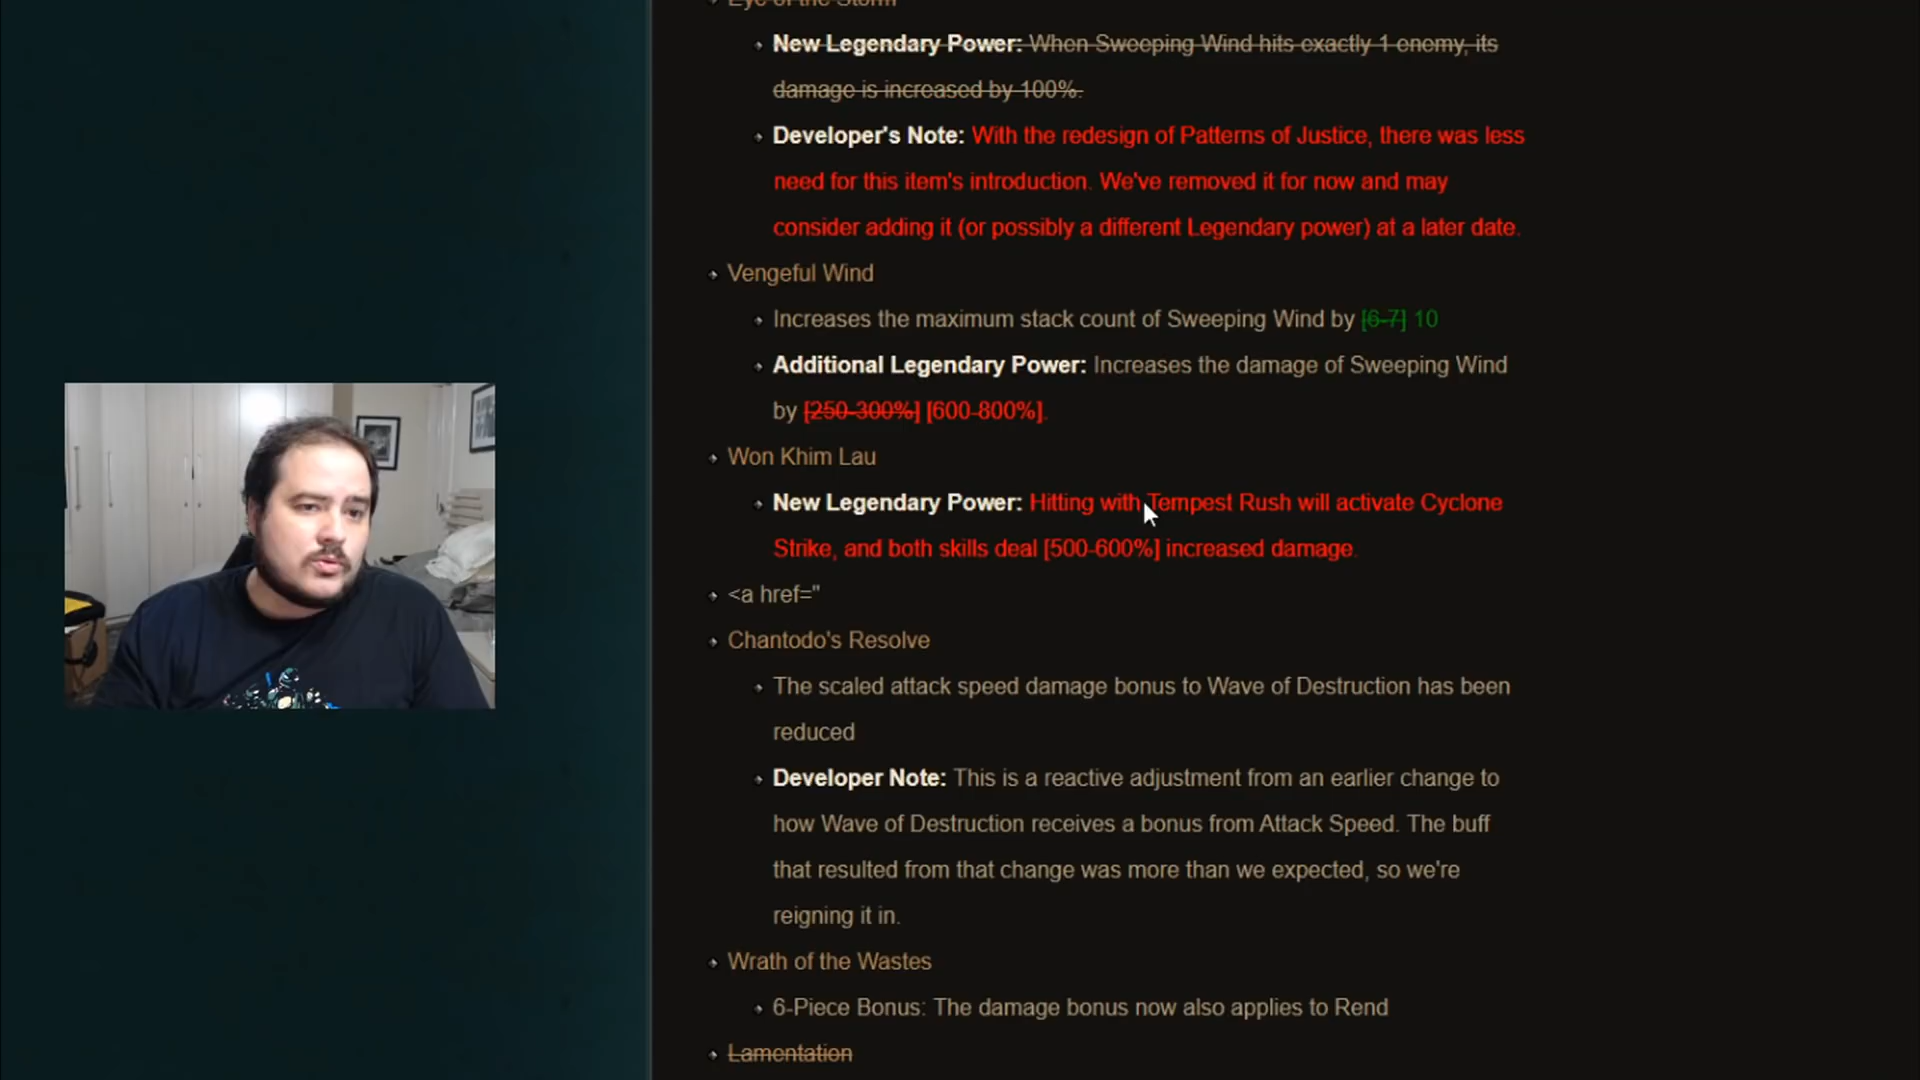 Eye of the Storm
New Legendary Power: When Sweeping Wind hits exactly 1 enemy, its
damage is increased by 100%.
Developer's Note: With the redesign of Patterns of Justice, there was less
need for this item's introduction. We've removed it for now and may
consider adding it (or possibly a different Legendary power) at a later date.
Vengeful Wind
Increases the maximum stack count of Sweeping Wind by [6-7] 10
Additional Legendary Power: Increases the damage of Sweeping Wind
by [250-300%] [600-800%].
Won Khim Lau
New Legendary Power: Hitting with Tempest Rush will activate Cyclone
Strike, and both skills deal [500-600%] increased damage.
<a href="
Chantodo's Resolve
The scaled attack speed damage bonus to Wave of Destruction has been
reduced
Developer Note: This is a reactive adjustment from an earlier change to
how Wave of Destruction receives a bonus from Attack Speed. The buff
that resulted from that change was more than we expected, so we're
reigning it in.
Wrath of the Wastes
6-Piece Bonus: The damage bonus now also applies to Rend
Lamentation